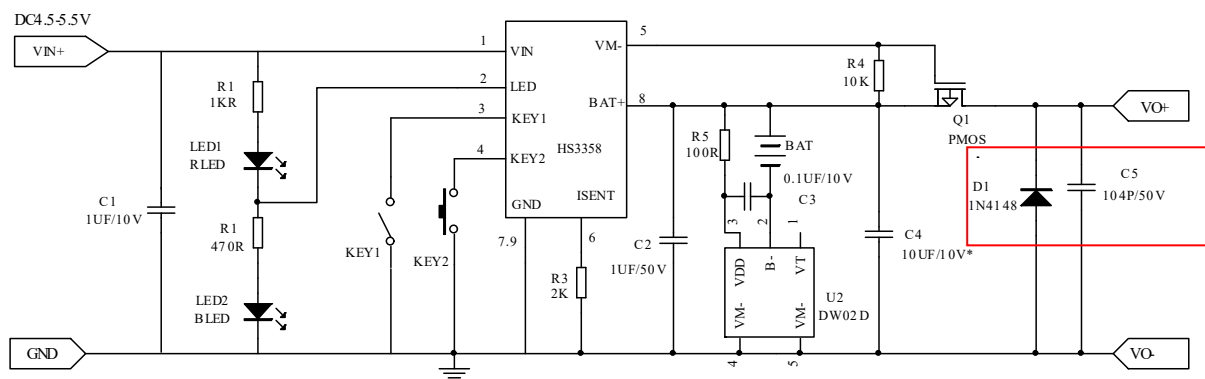 DC4.5-5.5V
VIN+
C1
1UF/10V
R1
1KR
LED1
RLED
R1
470R
LED2
BLED
GND
KEY1
KEY2
1
2
3
4
VIN
LED
KEY1
KEY2
GND
7.9
VM-
BAT+
HS3358
ISENT
5
8
6
R3
2K
C2
1UF/50V
R5
100R
BAT
0.1UF/10V
C3
3
2
1
VDD
B-
VT
VM-
VM-
4
5
U2
DW02D
R4
10K
C4
10UF/10V*
Q1
PMOS
D1
1N4148
C5
104P/50V
VO+
VO-